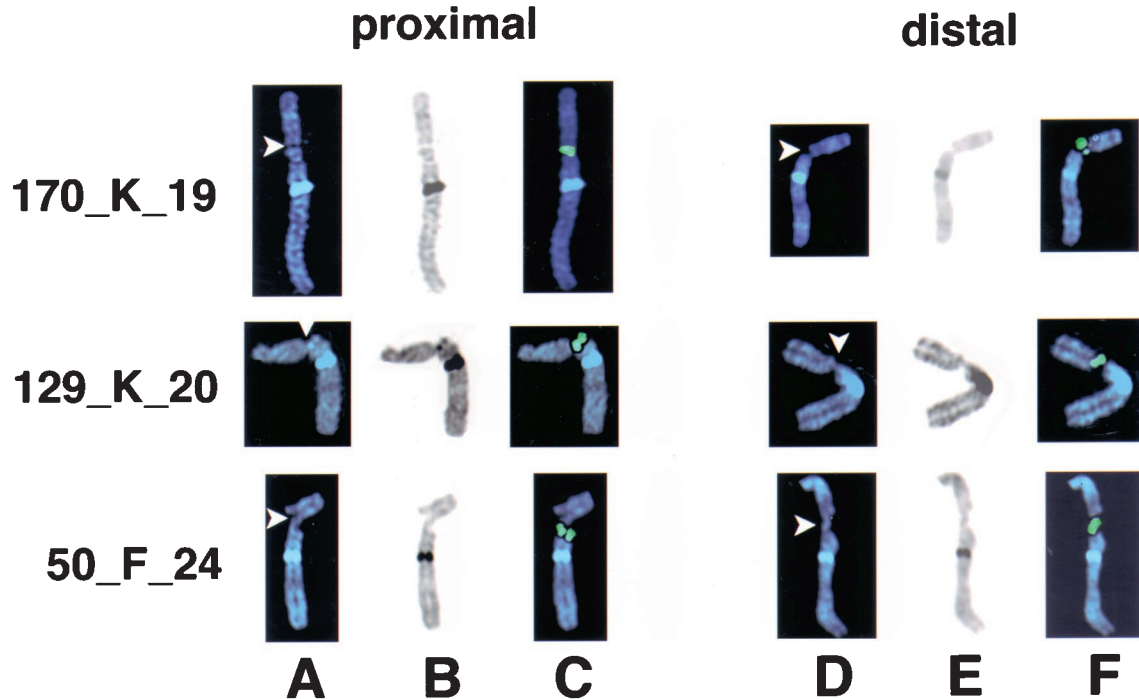 proximal distal
170_K_19
129_K_20
50_F_24
A B C D E F